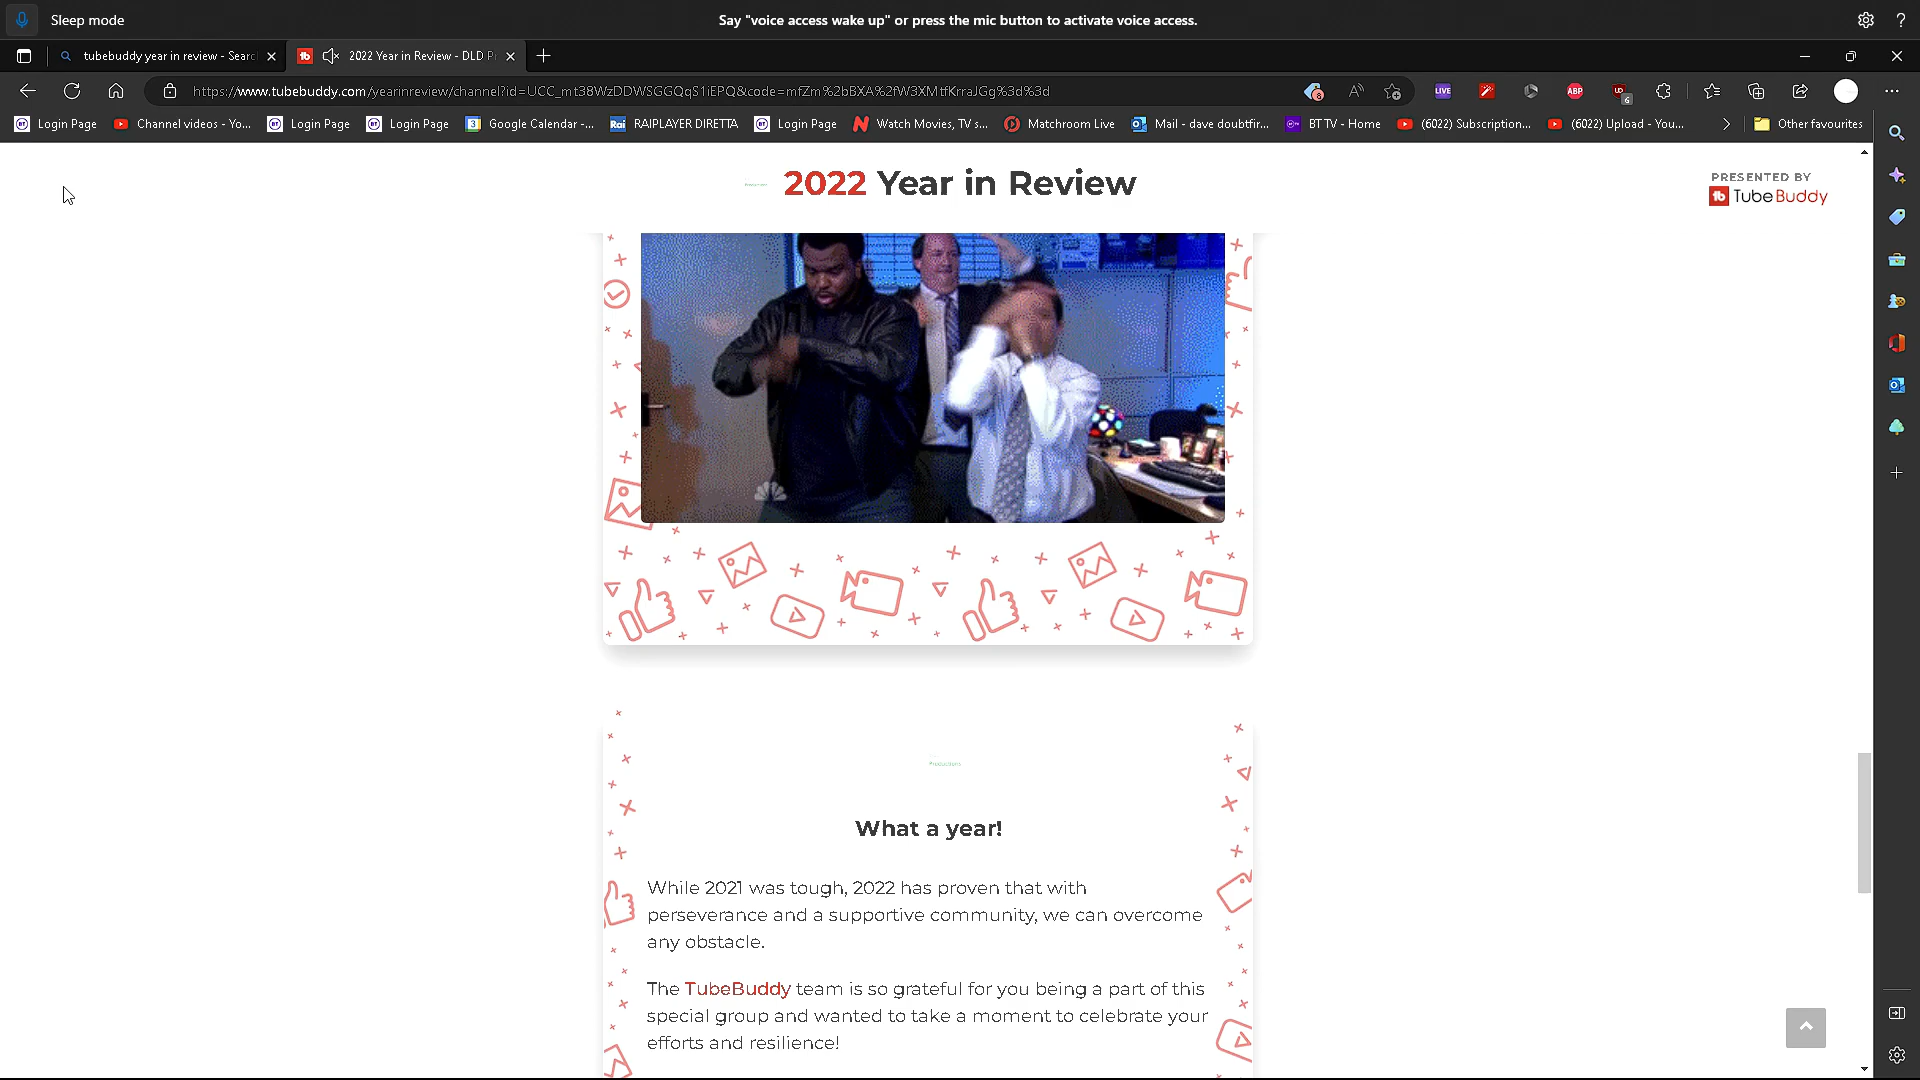 Sleep mode
Say "voice access wake up" or press the mic button to activate voice access.
tubebuddy year in review - Searc
2022 Year in Review - DLD Pr
https://www.tubebuddy.com/yearinreview/channel?id=UCC_mt38WzDDWSGGQqS1iEPQ&code=mfZm%2bBXA%2fW3XMtfKrraJGg%3d%3d
Login Page
Channel videos - Yo...
Login Page
Login Page
Google Calendar -...
RAIPLAYER DIRETTA
Login Page
Watch Movies, TV s...
Matchroom Live
Mail - dave doubtfir...
BT TV - Home
(6022) Subscription...
(6022) Upload - You...
Other favourites
2022 Year in Review
PRESENTED BY
TubeBuddy
Productions
What a year!
While 2021 was tough, 2022 has proven that with
perseverance and a supportive community, we can overcome
any obstacle.
The TubeBuddy team is so grateful for you being a part of this
special group and wanted to take a moment to celebrate your
efforts and resilience!